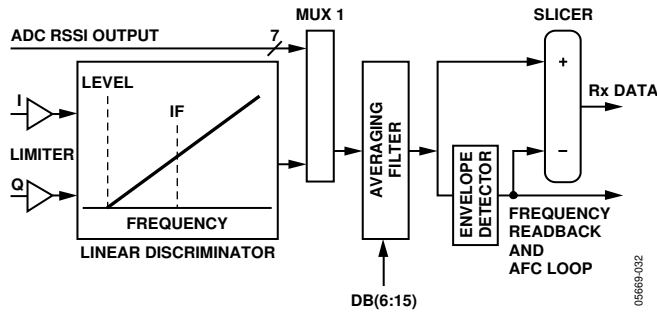 MUX 1
SLICER
ADC RSSI OUTPUT
7
LEVEL
IF
I
LIMITER
Q
FREQUENCY
LINEAR DISCRIMINATOR
AVERAGING
FILTER
DB(6:15)
ENVELOPE
DETECTOR
+
–
Rx DATA
FREQUENCY
READBACK
AND
AFC LOOP
05669-032